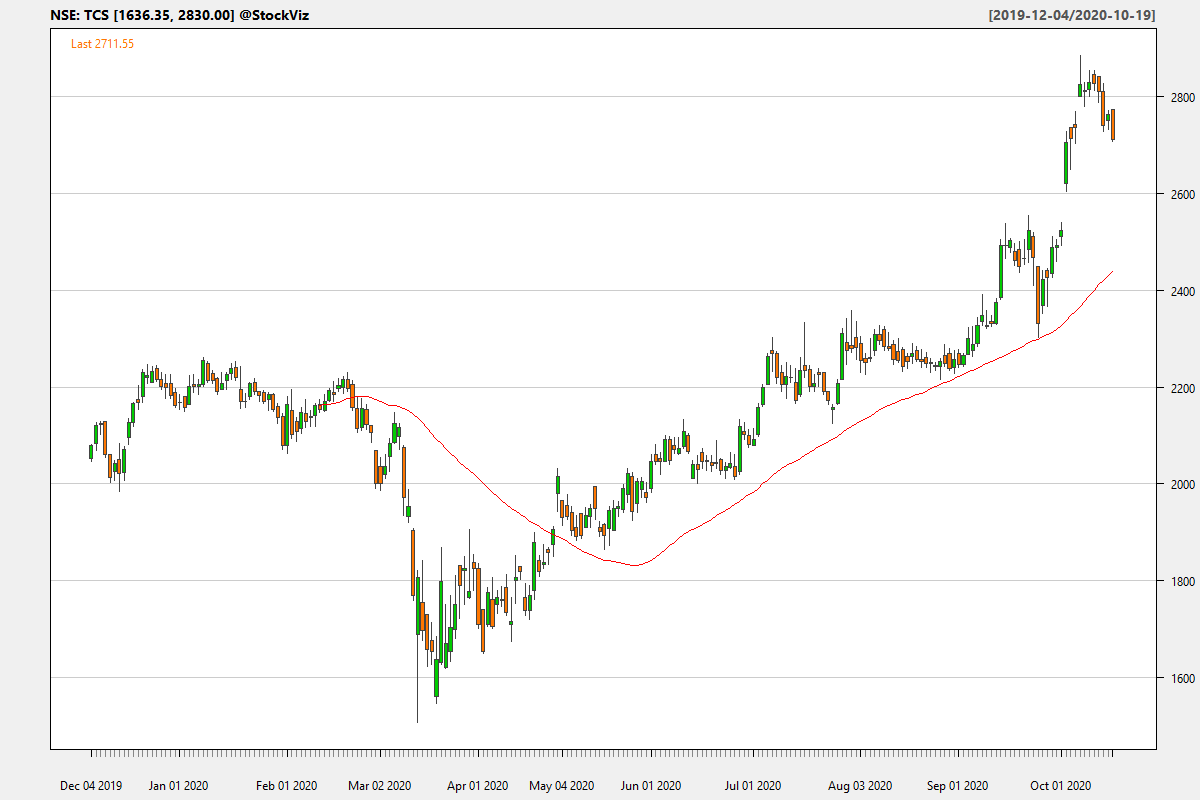 NSE: TCS [1636.35, 2830.00] @StockViz
[2019-12-04/2020-10-19]
Last 2711.55
2800
2600
2400
2200
2000
1800
1600
Dec 04 2019 Jan 01 2020 Feb 02 2020 Mar 02 2020 Apr 01 2020 May 04 2020 Jun 01 2020 Jul 01 2020 Aug 03 2020 Sep 01 2020 Oct 01 2020